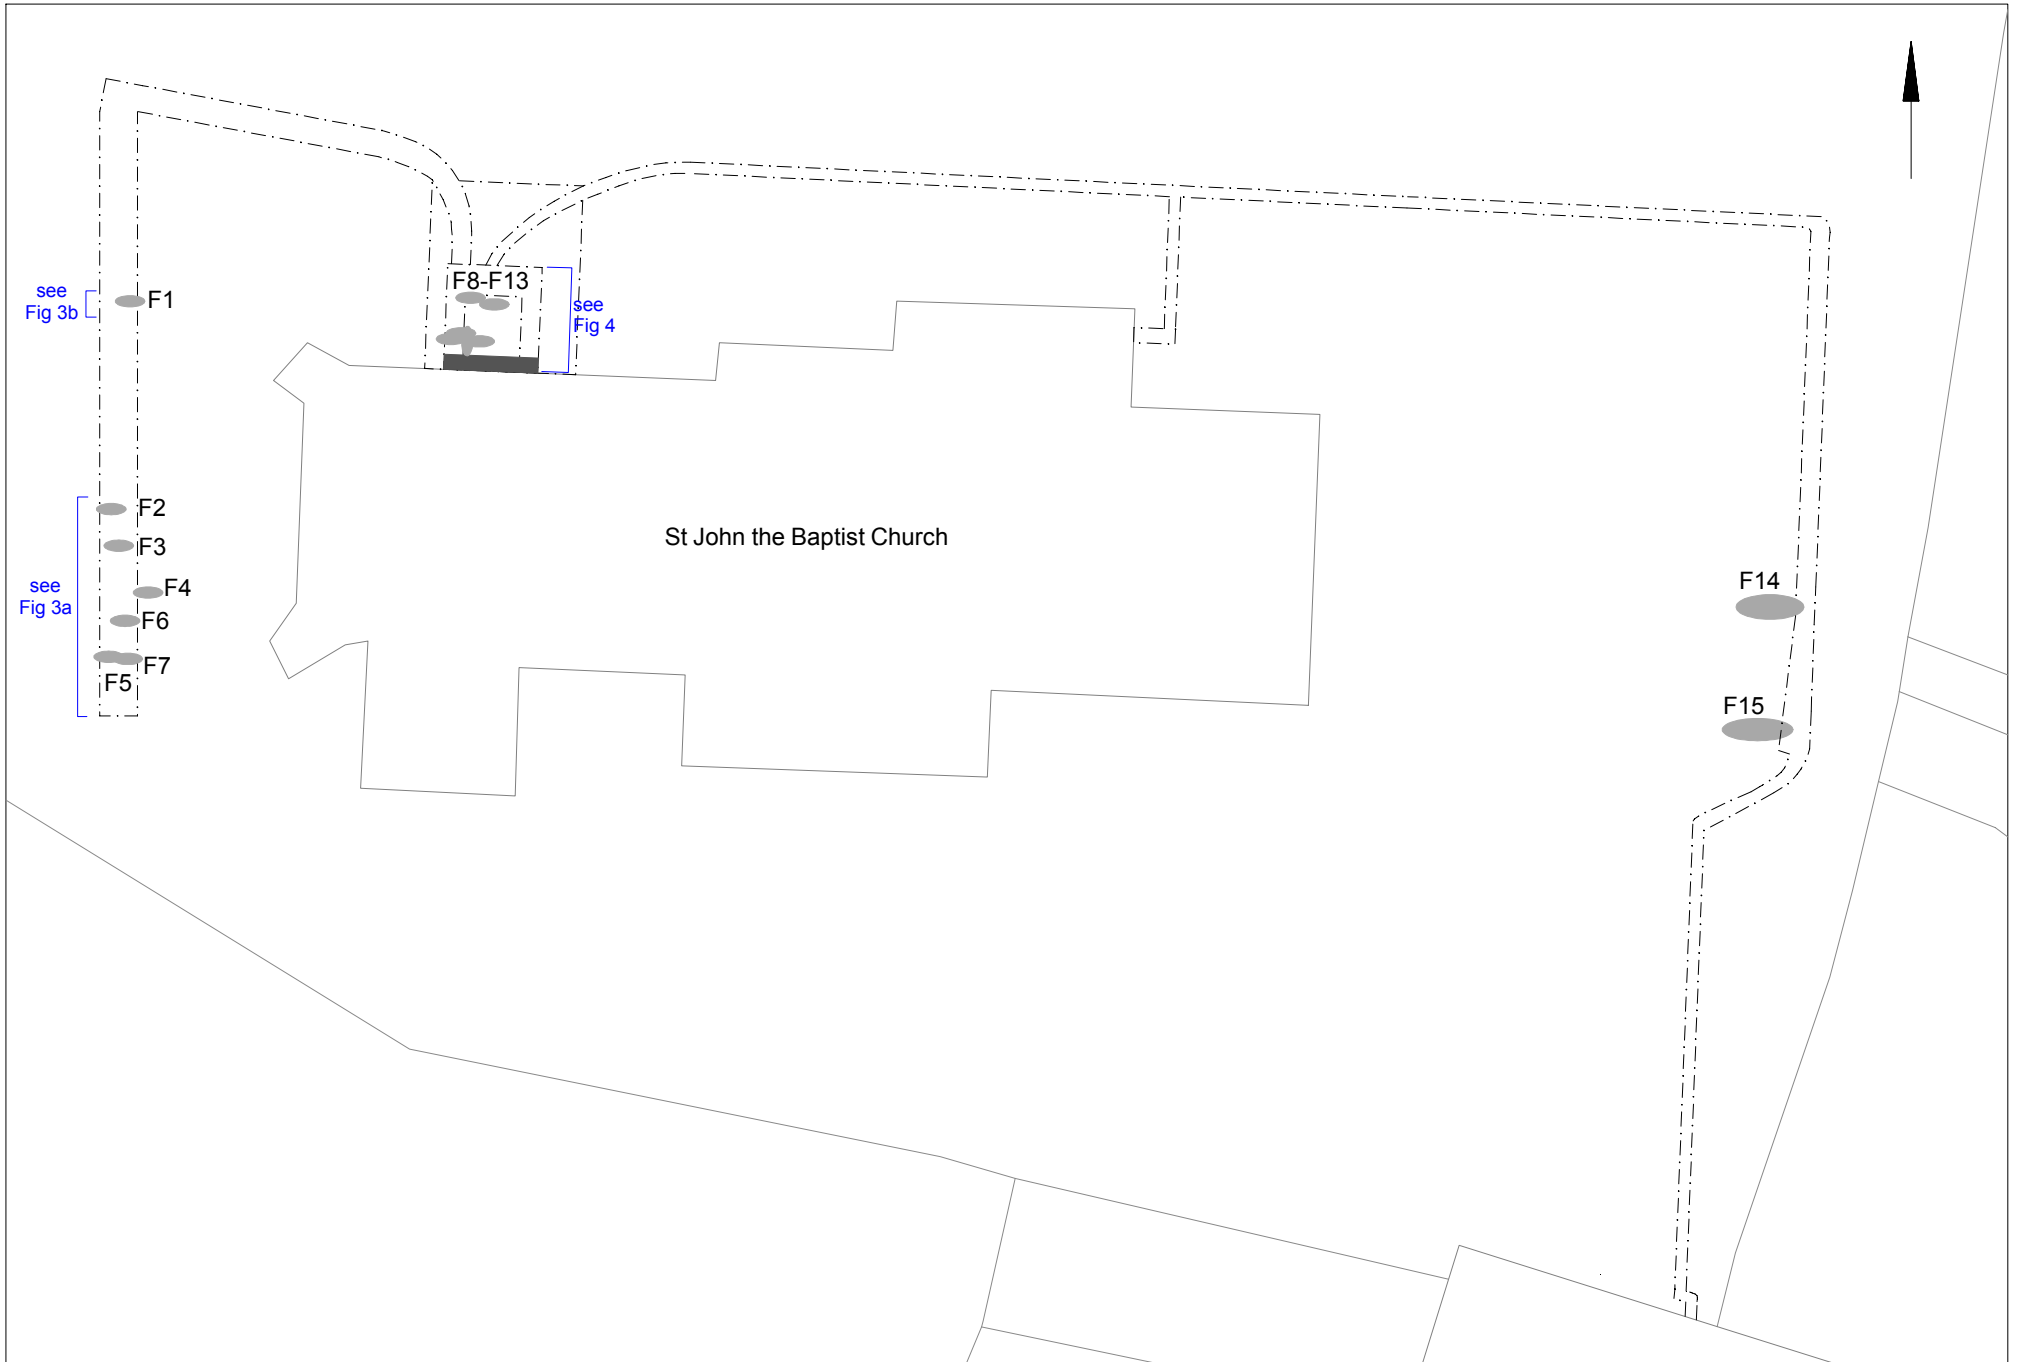 F8-F13
see
Fig 3b
F1
see
Fig 4
F2
St John the Baptist Church
F3
see
Fig 3a
F4
F14
F6
F7
F5
F15